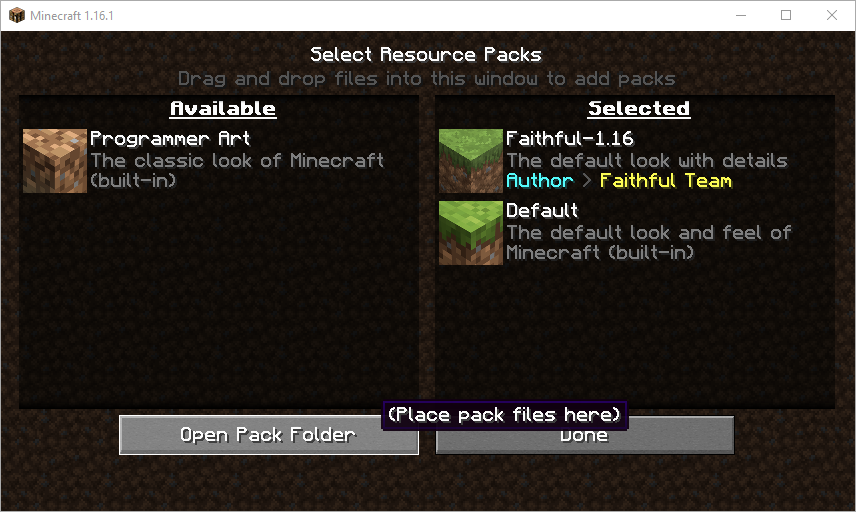 Minecraft 1.16.1
Select Resource Packs
Drag and drop files into this window to add packs
Available
Programmer Art
The classic look of Minecraft
(built-in)
Selected
Faithful-1.16
The default look with details
Author > Faithful Team
Default
The default look and feel of
Minecraft (built-in)
(Place pack files here)
Open Pack Folder
Done